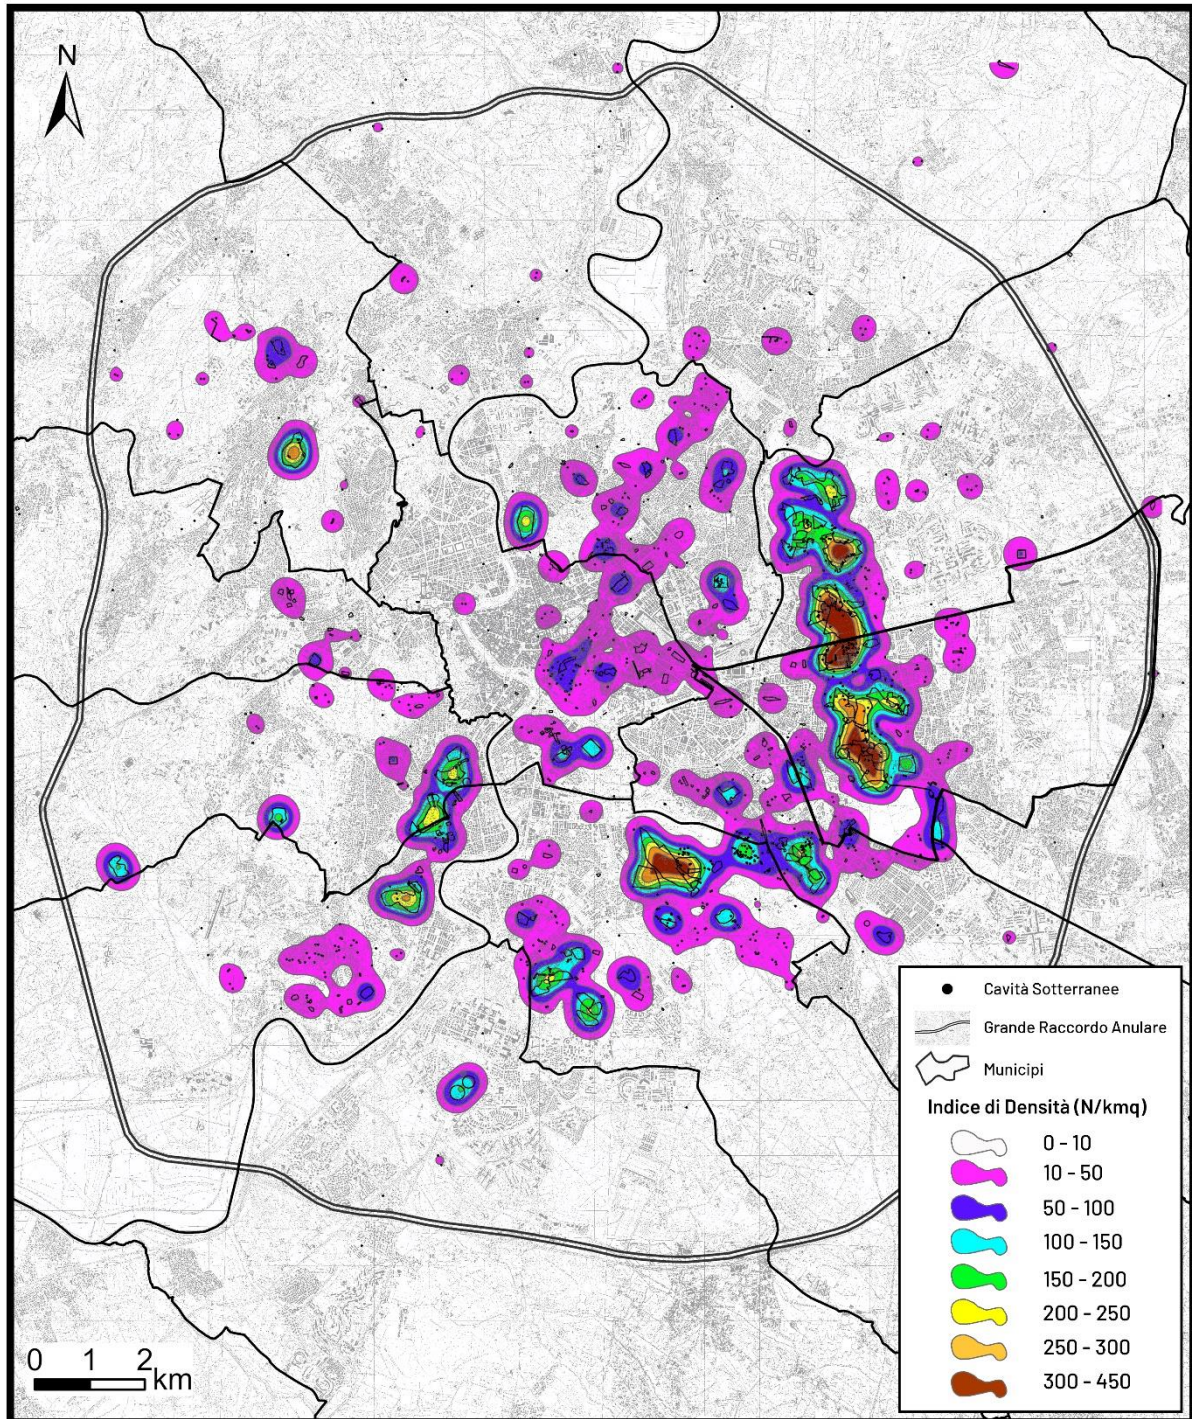 N
Cavità Sotterranee
Grande Raccordo Anulare
Municipi
Indice di Densità (N/kmq)
0 - 10
10 - 50
50 - 100
100 - 150
150 - 200
200 - 250
250 - 300
300 - 450
0 1 2
km